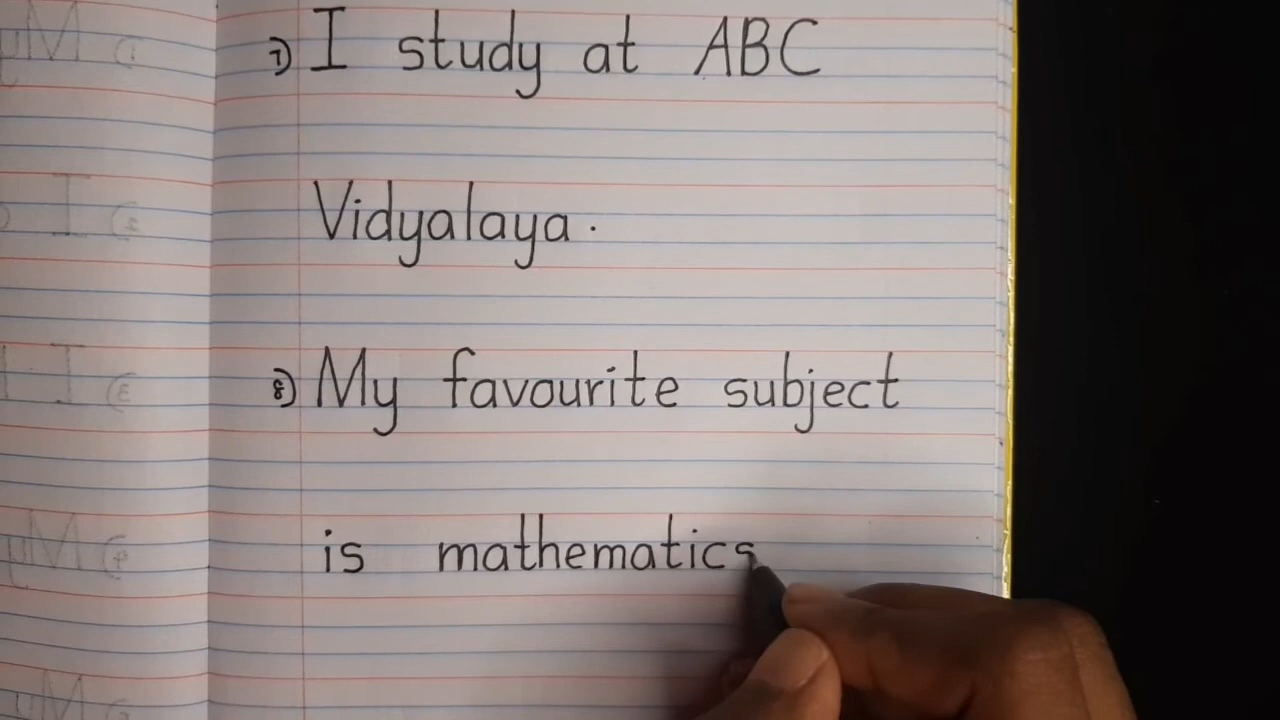 7) I study at ABC
Vidyalaya.
8) My favourite subject
is mathematics